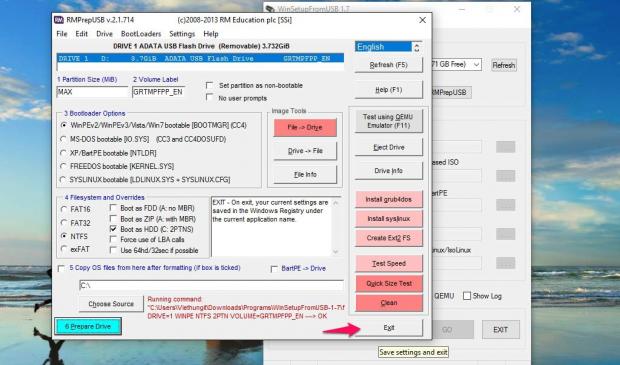 WinSetupFromUSB 1.7
RMPrepUSB v.2.1.714 (c)2008-2013 RM Education plc [SSi]
File Edit Drive BootLoaders Settings Help
DRIVE 1 ADATA USB Flash Drive (Removable) 3.732GiB
DRIVE 1 D: 3.7GiB ADATA USB Flash Drive GRTMPFPP_EN
English
Refresh (F5)
71 GB Free)
Refresh
1 Partition Size (MiB)
2 Volume Label
MAX
GRTMPFPP_EN
Set partition as non-bootable
No user prompts
Help (F1)
RMPrepUSB
3 Bootloader Options
WinPEv2/WinPEv3/Vista/Win7 bootable [BOOTMGR] (CC4)
MS-DOS bootable [IO.SYS] (CC3 and CC4DOSUFD)
XP/BartPE bootable [NTLDR]
FREEDOS bootable [KERNEL.SYS]
SYSLINUX bootable [LDLINUX.SYS + SYSLINUX.CFG]
Image Tools
File -> Drive
Drive -> File
File Info
Test using QEMU
Emulator (F11)
Eject Drive
Drive Info
ased ISO
artPE
4 Filesystem and Overrides
FAT16
FAT32
NTFS
exFAT
Boot as FDD (A: no MBR)
Boot as ZIP (A: with MBR)
Boot as HDD (C: 2PTNS)
Force use of LBA calls
Use 64hd/32sec if possible
EXIT - On exit, your current settings are
saved in the Windows Registry under
the current application name.
Install grub4dos
Install syslinux
Create Ext2 FS
Test Speed
Quick Size Test
Clean
nux/IsoLinux
5 Copy OS files from here after formatting (if box is ticked)
BartPE -> Drive
C:\
Choose Source
Running command:
"C:\Users\Viethungit\Downloads\Programs\WinSetupFromUSB-1-7\f
DRIVE=1 WINPE NTFS 2PTN VOLUME=GRTMPFPP_EN ---> OK
6 Prepare Drive
Exit
QEMU
Show Log
GO
EXIT
Save settings and exit